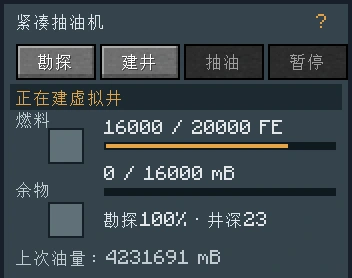 紧凑抽油机 ?
勘探 建井 抽油 暂停
正在建虚拟井
燃料
16000 / 20000 FE
0 / 16000 mB
余物
勘探100%·井深23
上次油量：4231691 mB